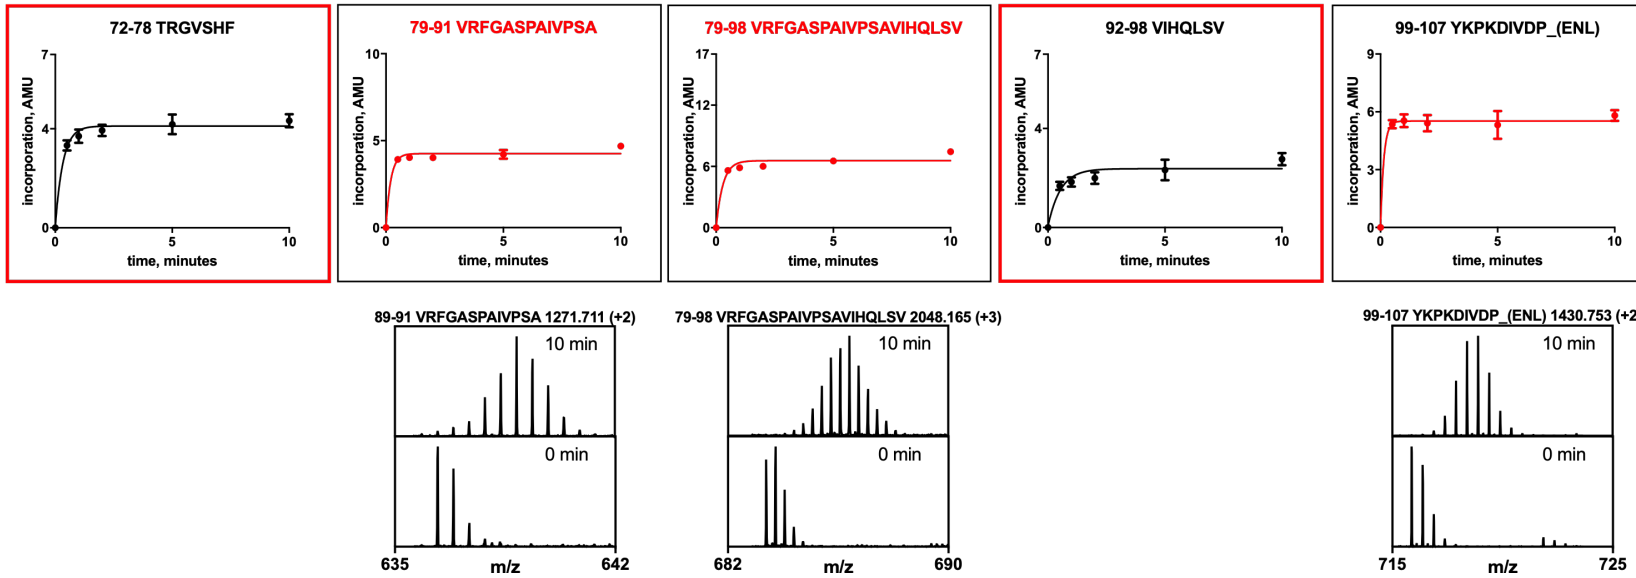 72-78 TRGVSHF
7
4
0
incorporation, AMU
0 5 10
time, minutes
79-91 VRFGASPAIVPSA
10
5
0
incorporation, AMU
0 5 10
time, minutes
79-98 VRFGASPAIVPSAVIHQLSV
17
12
6
0
incorporation, AMU
0 5 10
time, minutes
92-98 VIHQLSV
7
4
0
incorporation, AMU
0 5 10
time, minutes
99-107 YKPKDIVDP_(ENL)
9
6
3
0
incorporation, AMU
0 5 10
time, minutes
89-91 VRFGASPAIVPSA 1271.711 (+2)
10 min
0 min
635 642
m/z
79-98 VRFGASPAIVPSAVIHQLSV 2048.165 (+3)
10 min
0 min
682 690
m/z
99-107 YKPKDIVDP_(ENL) 1430.753 (+2
10 min
0 min
715 725
m/z